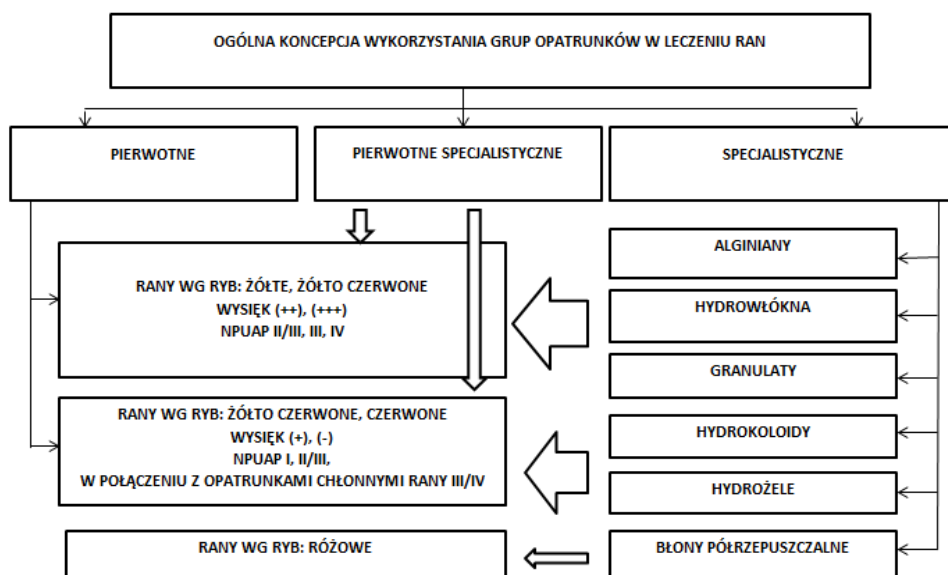 OGÓLNA KONCEPCJA WYKORZYSTANIA GRUP OPATRUNKÓW W LECZENIU RAN
PIERWOTNE
PIERWOTNE SPECJALISTYCZNE
SPECJALISTYCZNE
RANY WG RYB: ŻÓŁTE, ŻÓŁTO CZERWONE
WYSIĘK (++), (+++)
NPUAP II/III, III, IV
RANY WG RYB: ŻÓŁTO CZERWONE, CZERWONE
WYSIĘK (+), (-)
NPUAP I, II/III,
W POŁĄCZENIU Z OPATRUNKAMI CHŁONNYMI RANY III/IV
RANY WG RYB: RÓŻOWE
ALGINIANY
HYDROWŁÓKNA
GRANULATY
HYDROKOLOIDY
HYDROŻELE
BŁONY PÓŁRZEPUSZCZALNE